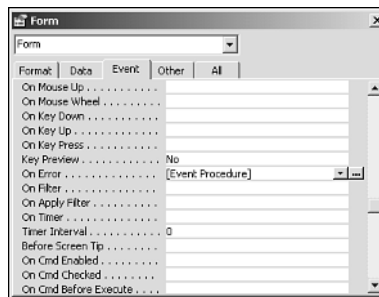 Form
Form
Format Data Event Other All
On Mouse Up . . . . . . . . . . .
On Mouse Wheel . . . . . . . . .
On Key Down . . . . . . . . . . .
On Key Up . . . . . . . . . . . .
On Key Press . . . . . . . . . . .
Key Preview . . . . . . . . . . . No
On Error . . . . . . . . . . . . . [Event Procedure] ...
On Filter . . . . . . . . . . . . .
On Apply Filter . . . . . . . . . .
On Timer . . . . . . . . . . . . .
Timer Interval . . . . . . . . . . 0
Before Screen Tip . . . . . . . .
On Cmd Enabled . . . . . . . . .
On Cmd Checked . . . . . . . .
On Cmd Before Execute . . . .